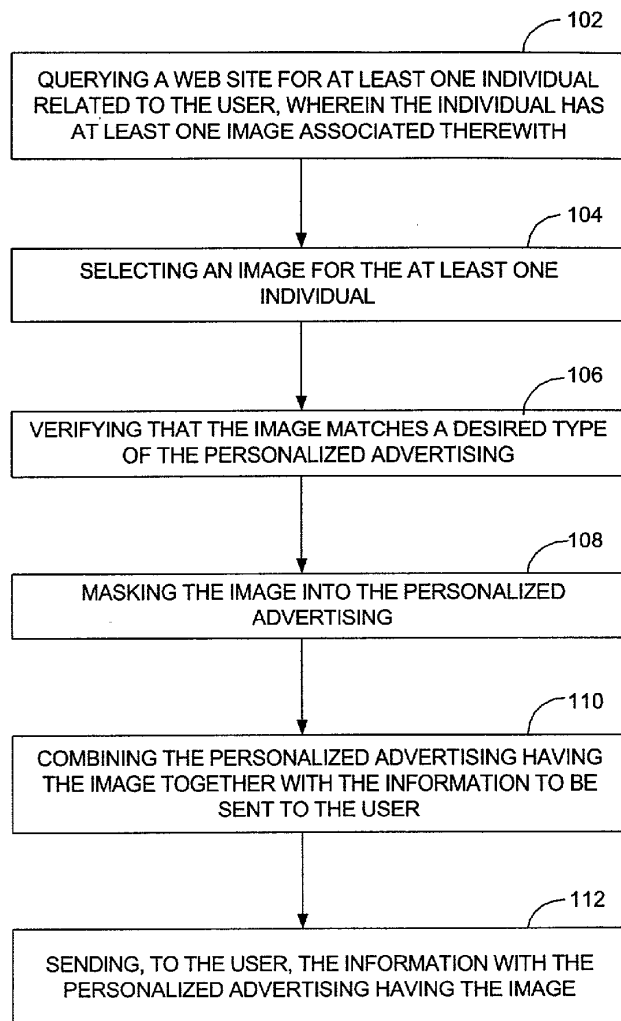 102
QUERYING A WEB SITE FOR AT LEAST ONE INDIVIDUAL
RELATED TO THE USER, WHEREIN THE INDIVIDUAL HAS
AT LEAST ONE IMAGE ASSOCIATED THEREWITH
104
SELECTING AN IMAGE FOR THE AT LEAST ONE
INDIVIDUAL
106
VERIFYING THAT THE IMAGE MATCHES A DESIRED TYPE
OF THE PERSONALIZED ADVERTISING
108
MASKING THE IMAGE INTO THE PERSONALIZED
ADVERTISING
110
COMBINING THE PERSONALIZED ADVERTISING HAVING
THE IMAGE TOGETHER WITH THE INFORMATION TO BE
SENT TO THE USER
112
SENDING, TO THE USER, THE INFORMATION WITH THE
PERSONALIZED ADVERTISING HAVING THE IMAGE